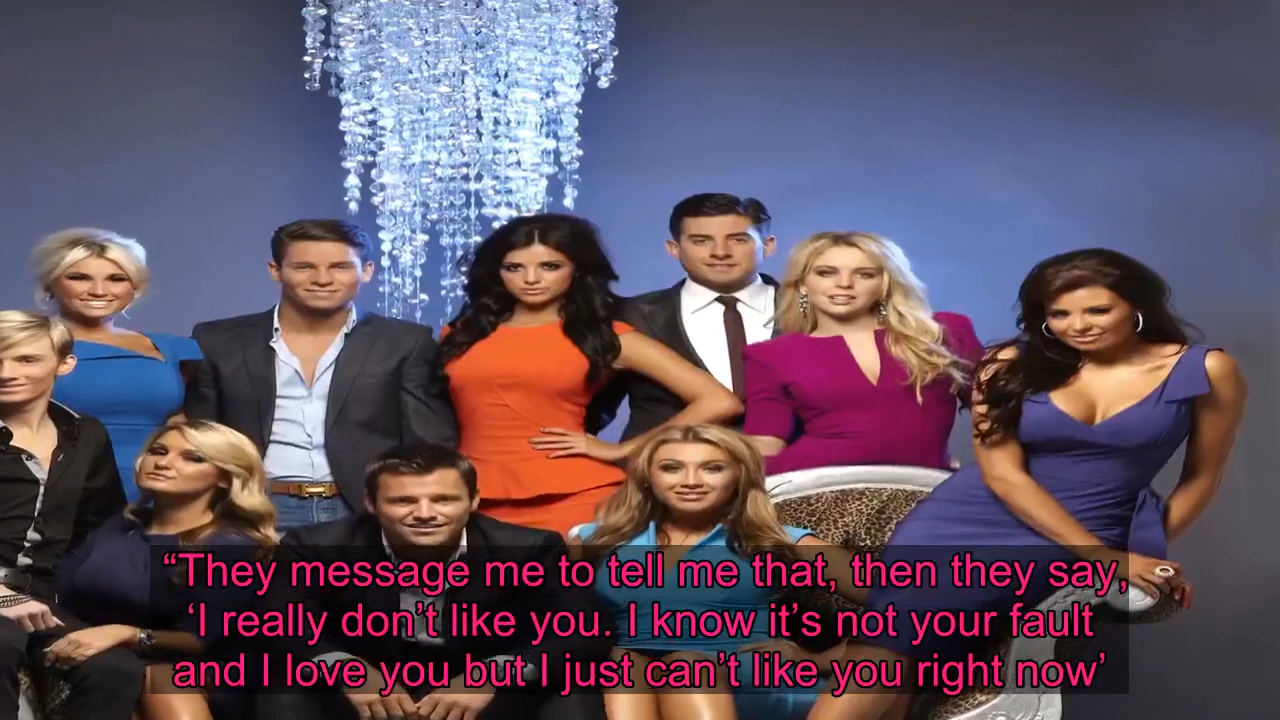 “They message me to tell me that, then they say,
‘I really don’t like you. I know it’s not your fault
and I love you but I just can’t like you right now’